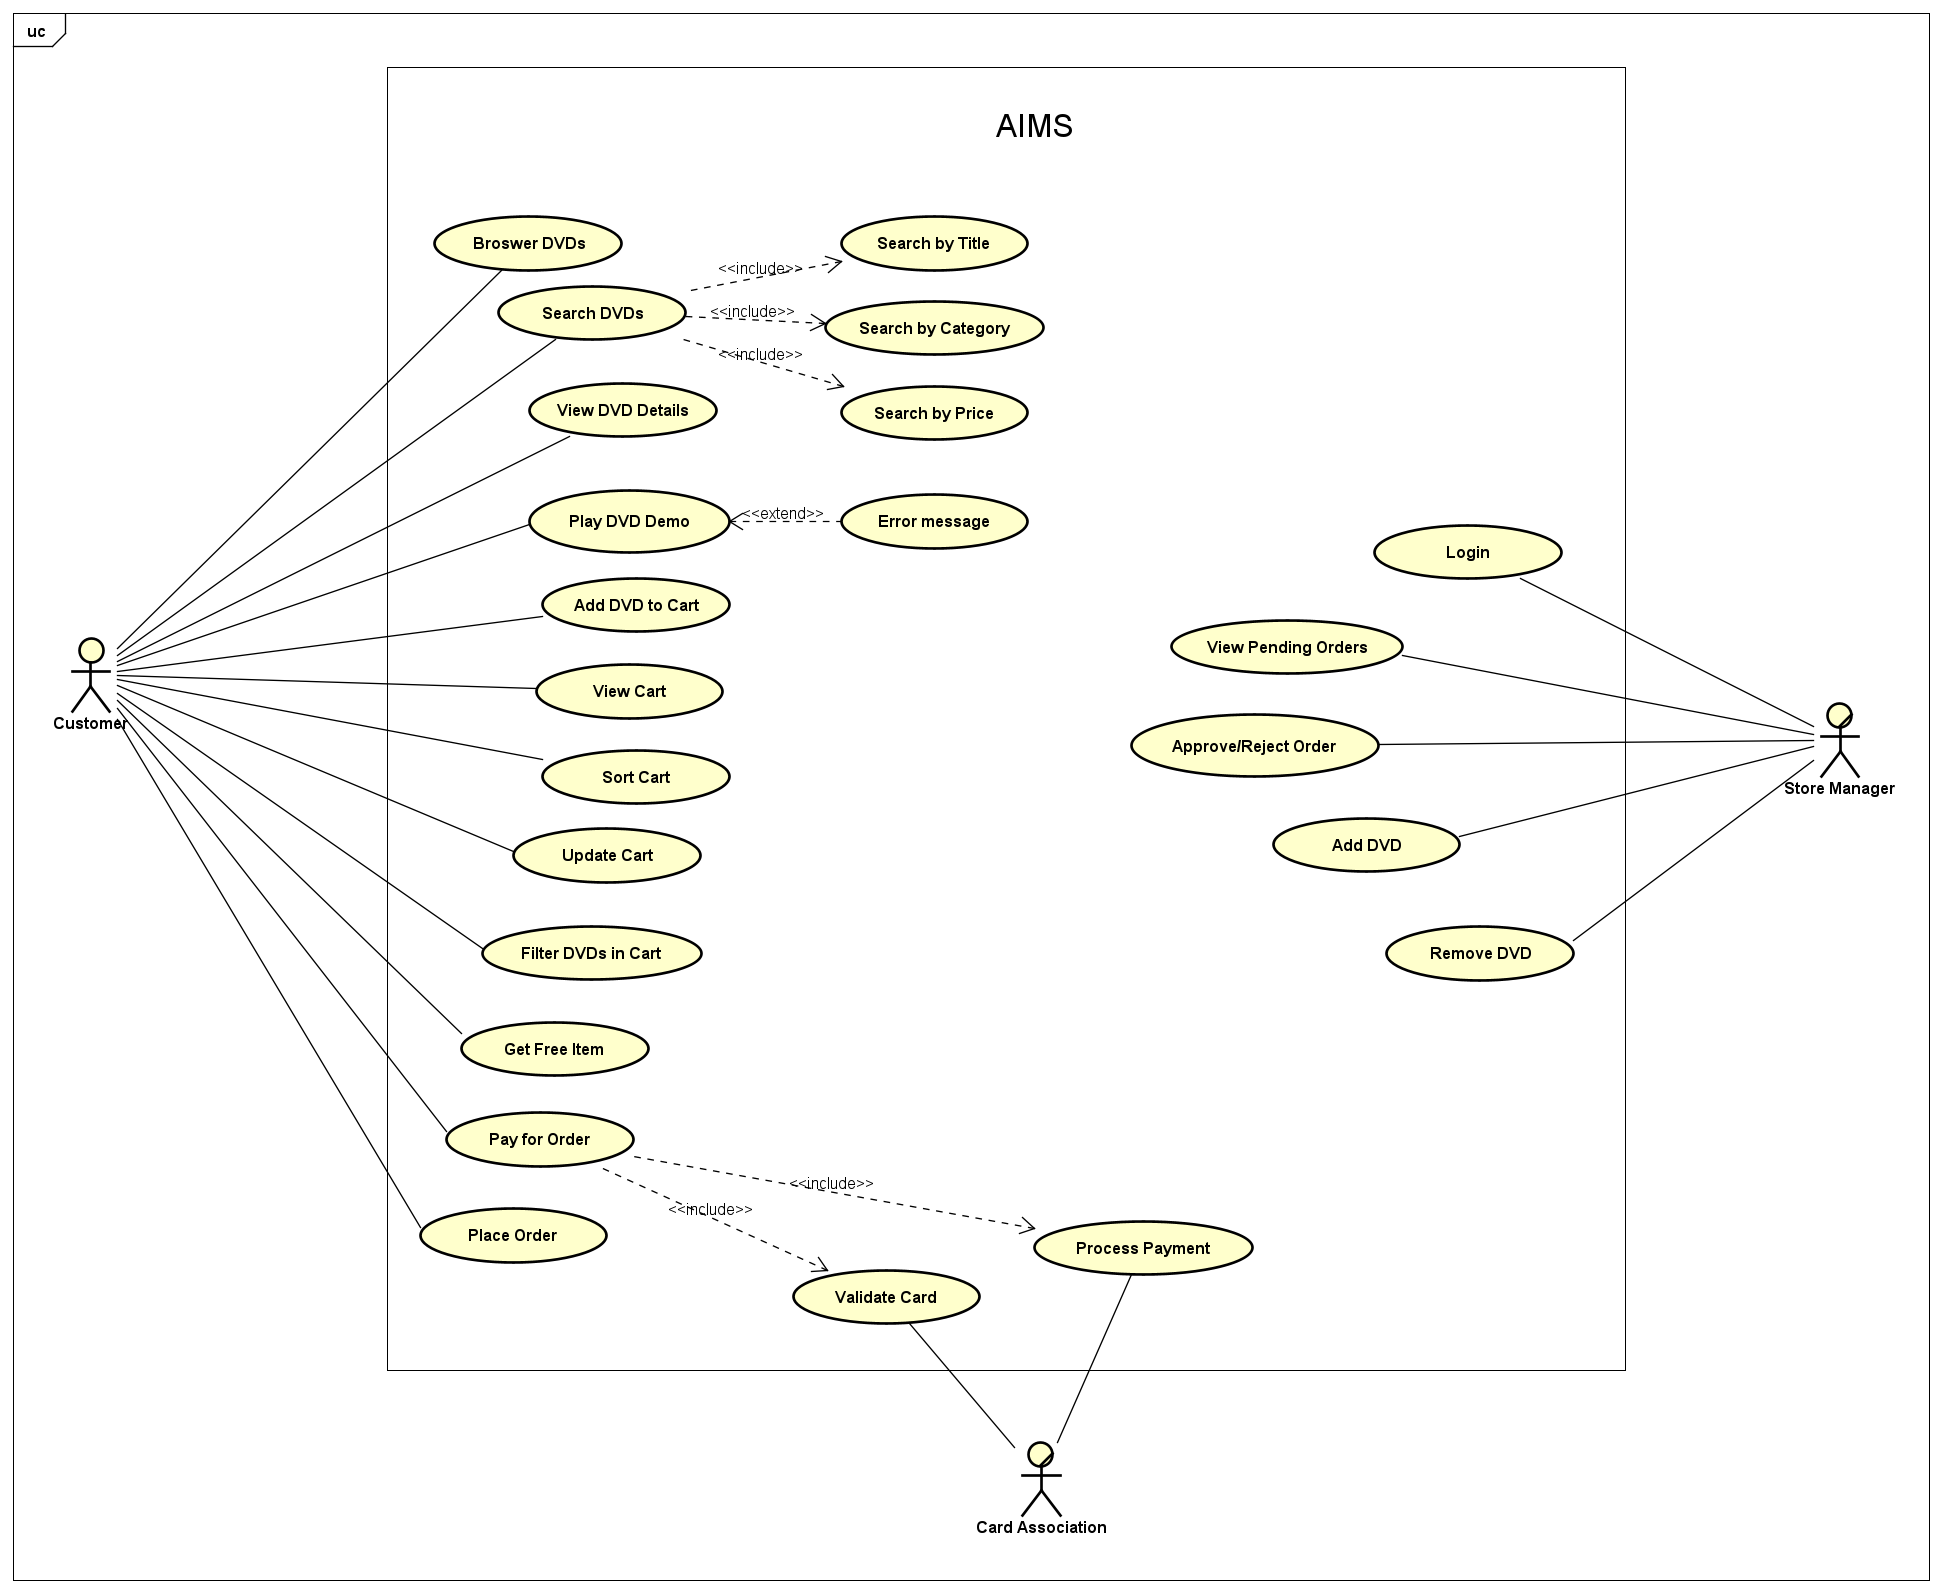 uc
AIMS
Broswer DVDs
Search by Title
<<include>>
Search DVDs
<<include>>
Search by Category
<<include>>
View DVD Details
Search by Price
Play DVD Demo
<<extend>>
Error message
Login
Add DVD to Cart
View Pending Orders
View Cart
Customer
Approve/Reject Order
Sort Cart
Store Manager
Add DVD
Update Cart
Filter DVDs in Cart
Remove DVD
Get Free Item
Pay for Order
<<include>>
<<include>>
Place Order
Process Payment
Validate Card
Card Association